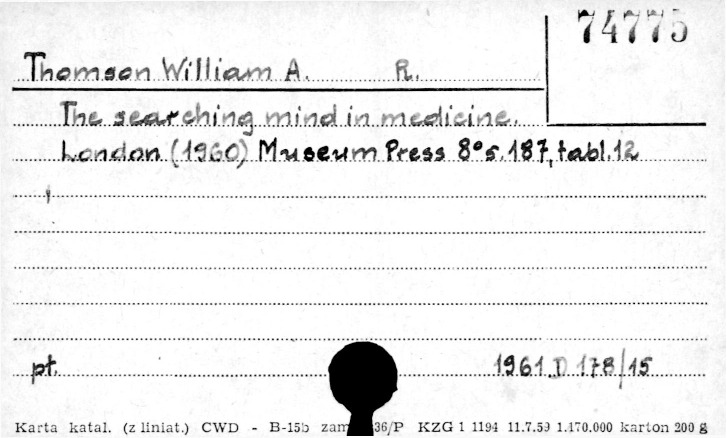 74775
Thomson William A. R.
The searching mind in medicine.
London (1960) Museum Press 8° s. 187, tabl. 12
pt. 1961 D 178/15
Karta katal. (z liniat.) CWD - B-15b zam 36/P KZG 1 1194 11.7.59 1.170.000 karton 200 g